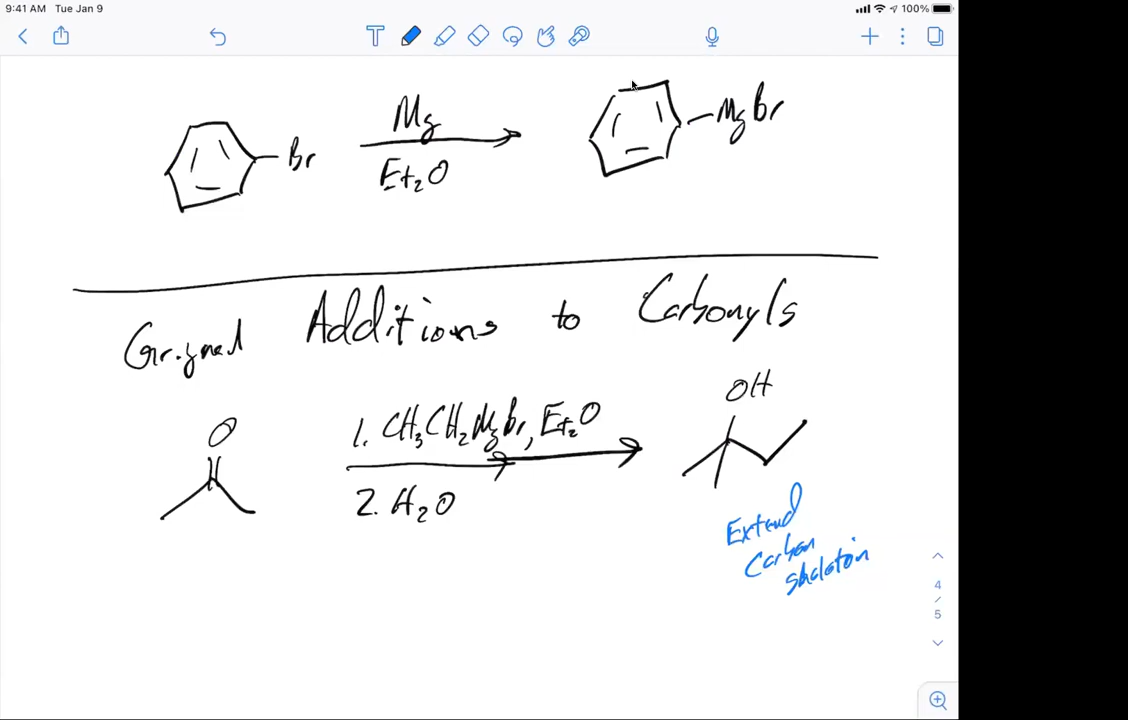 9:41 AM Tue Jan 9
100%
Mg
Br
Et₂O
MgBr
Grignard Additions to Carbonyls
O
1. CH₃CH₂MgBr, Et₂O
2. H₂O
OH
Extend
Carbon
skeleton
4
/
5